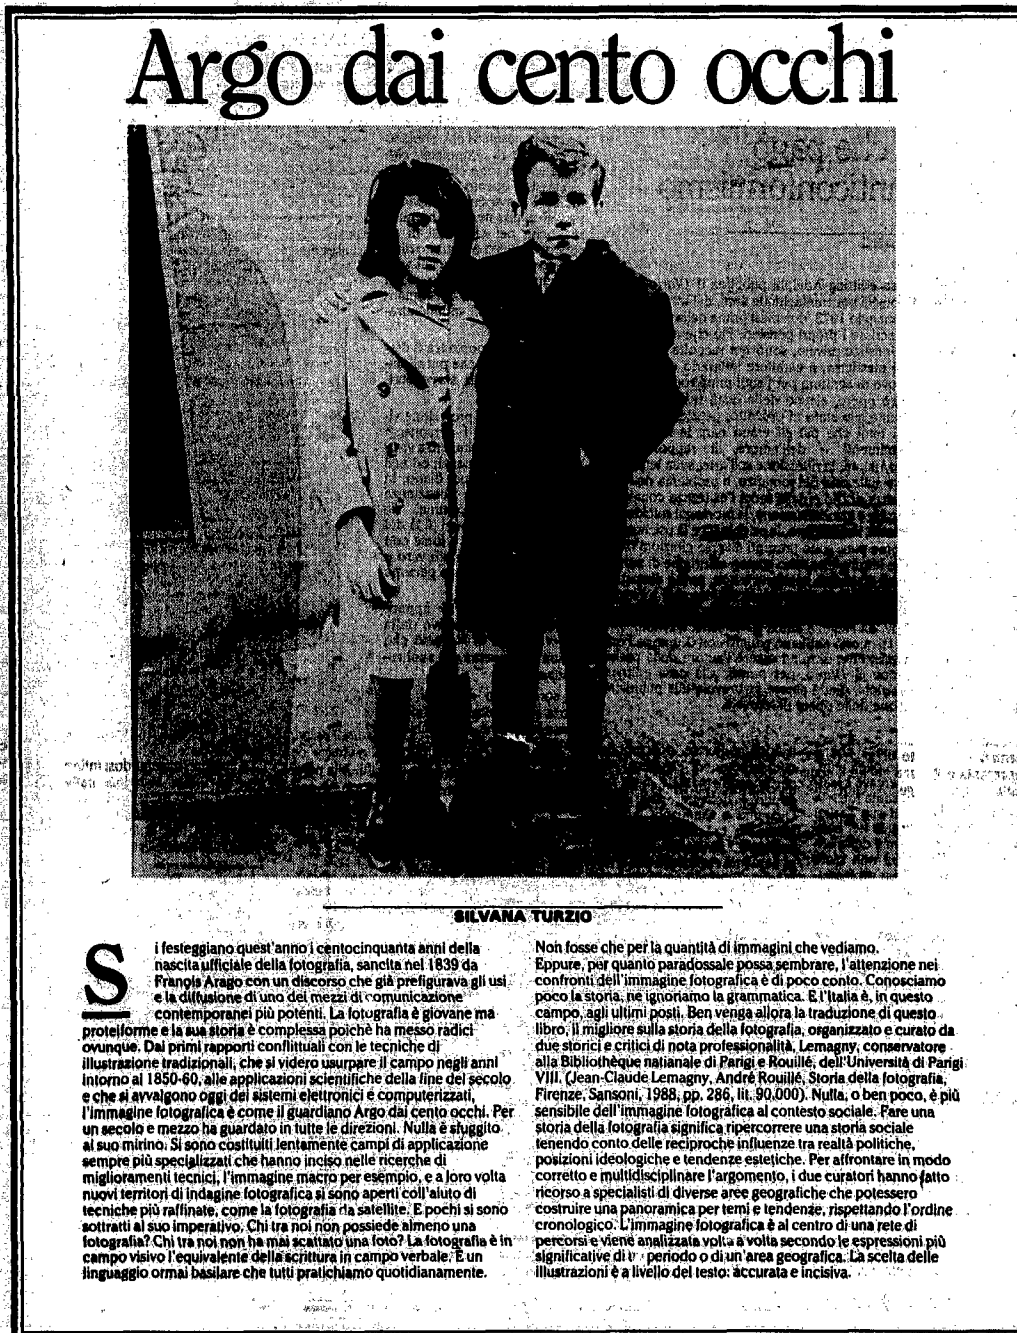 Argo dai cento occhi
SILVANA TURZIO
Si festeggiano quest'anno i centocinquanta anni della
nascita ufficiale della fotografia, sancita nel 1839 da
François Arago con un discorso che già prefigurava gli usi
e la diffusione di uno dei mezzi di comunicazione
contemporanei più potenti. La fotografia è giovane ma
proteiforme e la sua storia è complessa poichè ha messo radici
ovunque. Dai primi rapporti conflittuali con le tecniche di
illustrazione tradizionali, che si videro usurpare il campo negli anni
intorno al 1850-60, alle applicazioni scientifiche della fine del secolo
e che si avvalgono oggi dei sistemi elettronici e computerizzati,
l'immagine fotografica è come il guardiano Argo dai cento occhi. Per
un secolo e mezzo ha guardato in tutte le direzioni. Nulla è sfuggito
al suo mirino. Si sono costituiti lentamente campi di applicazione
sempre più specializzati che hanno inciso nelle ricerche di
miglioramenti tecnici, l'immagine macro per esempio, e a loro volta
nuovi territori di indagine fotografica si sono aperti coll'aiuto di
tecniche più raffinate, come la fotografia da satellite. E pochi si sono
sottratti al suo imperativo. Chi tra noi non possiede almeno una
fotografia? Chi tra noi non ha mai scattato una foto? La fotografia è in
campo visivo l'equivalente della scrittura in campo verbale. È un
linguaggio ormai basilare che tutti pratichiamo quotidianamente.
Non fosse che per la quantità di immagini che vediamo.
Eppure, per quanto paradossale possa sembrare, l'attenzione nei
confronti dell'immagine fotografica è di poco conto. Conosciamo
poco la storia, ne ignoriamo la grammatica. E l'Italia è, in questo
campo, agli ultimi posti. Ben venga allora la traduzione di questo
libro, il migliore sulla storia della fotografia, organizzato e curato da
due storici e critici di nota professionalità, Lemagny, conservatore
alla Bibliothèque natianale di Parigi e Rouillé, dell'Università di Parigi
VIII. (Jean-Claude Lemagny, André Rouillé, Storia della fotografia,
Firenze, Sansoni, 1988, pp. 286, lit. 90.000). Nulla, o ben poco, è più
sensibile dell'immagine fotografica al contesto sociale. Fare una
storia della fotografia significa ripercorrere una storia sociale
tenendo conto delle reciproche influenze tra realtà politiche,
posizioni ideologiche e tendenze estetiche. Per affrontare in modo
corretto e multidisciplinare l'argomento, i due curatori hanno fatto
ricorso a specialisti di diverse aree geografiche che potessero
costruire una panoramica per temi e tendenze, rispettando l'ordine
cronologico. L'immagine fotografica è al centro di una rete di
percorsi e viene analizzata volta a volta secondo le espressioni più
significative di periodo o di un'area geografica. La scelta delle
illustrazioni è a livello del testo: accurata e incisiva.